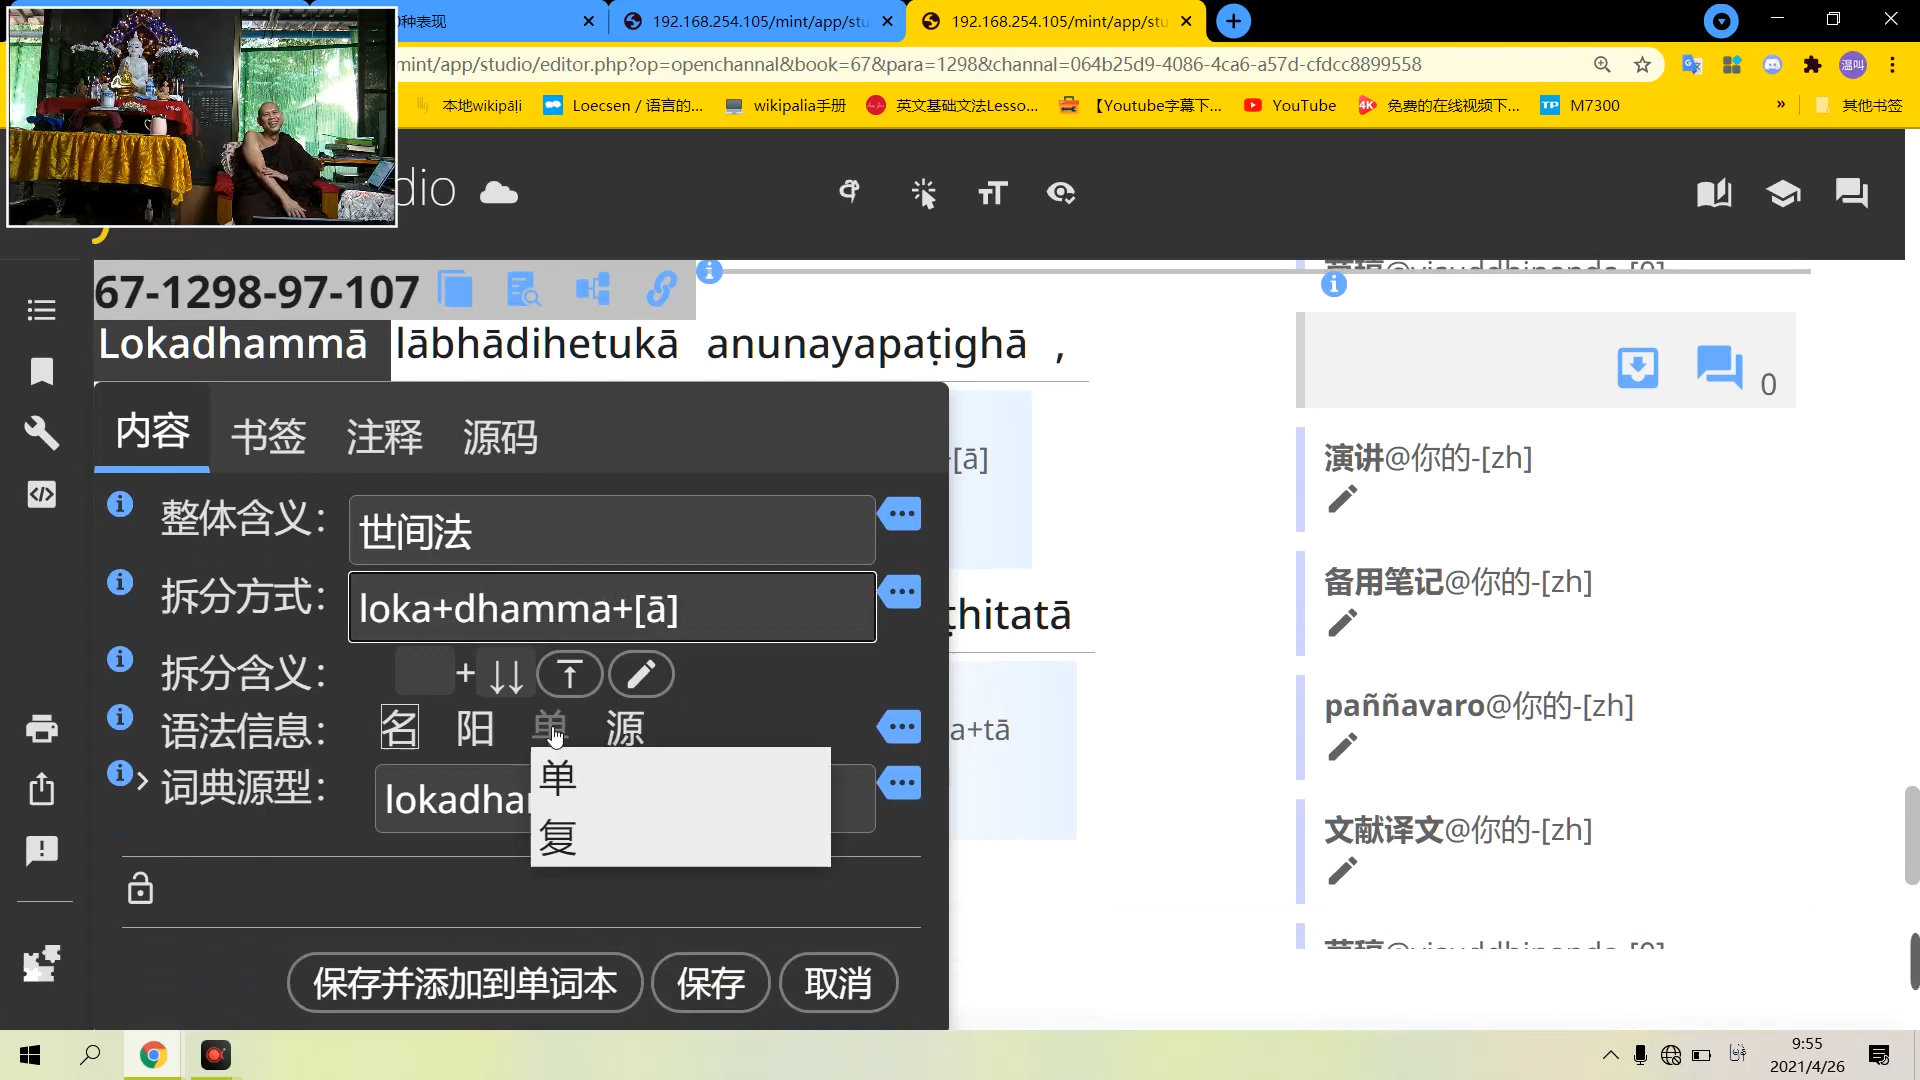 0种表现
192.168.254.105/mint/app/stu
192.168.254.105/mint/app/stu
mint/app/studio/editor.php?op=openchannal&book=67&para=1298&channal=064b25d9-4086-4ca6-a57d-cfdcc8899558
温叫
本地wikipāḷi
Loecsen / 语言的...
wikipalia手册
英文基础文法Lesso...
【Youtube字幕下...
YouTube
4K
免费的在线视频下...
TP
M7300
»
其他书签
dio
67-1298-97-107
Lokadhammā lābhādihetukā anunayapaṭighā ,
内容 书签 注释 源码
整体含义：
世间法
拆分方式：
loka+dhamma+[ā]
拆分含义：
+ ↓↓
语法信息：
名 阳 单 源
单
复
词典源型：
lokadha
保存并添加到单词本
保存
取消
[ā]
ṭhitatā
a+tā
0
演讲@你的-[zh]
备用笔记@你的-[zh]
paññavaro@你的-[zh]
文献译文@你的-[zh]
9:55
2021/4/26